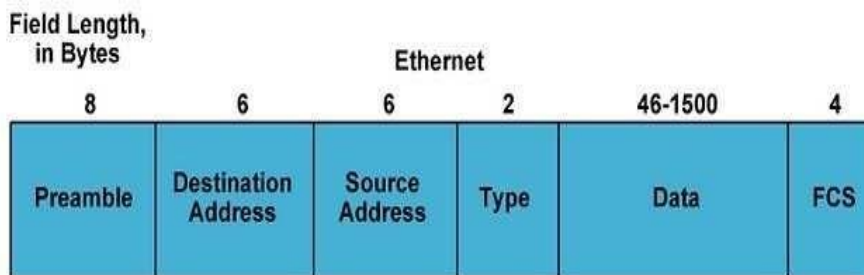 Field Length,
in Bytes
Ethernet
8 6 6 2 46-1500 4
Preamble Destination Address Source Address Type Data FCS